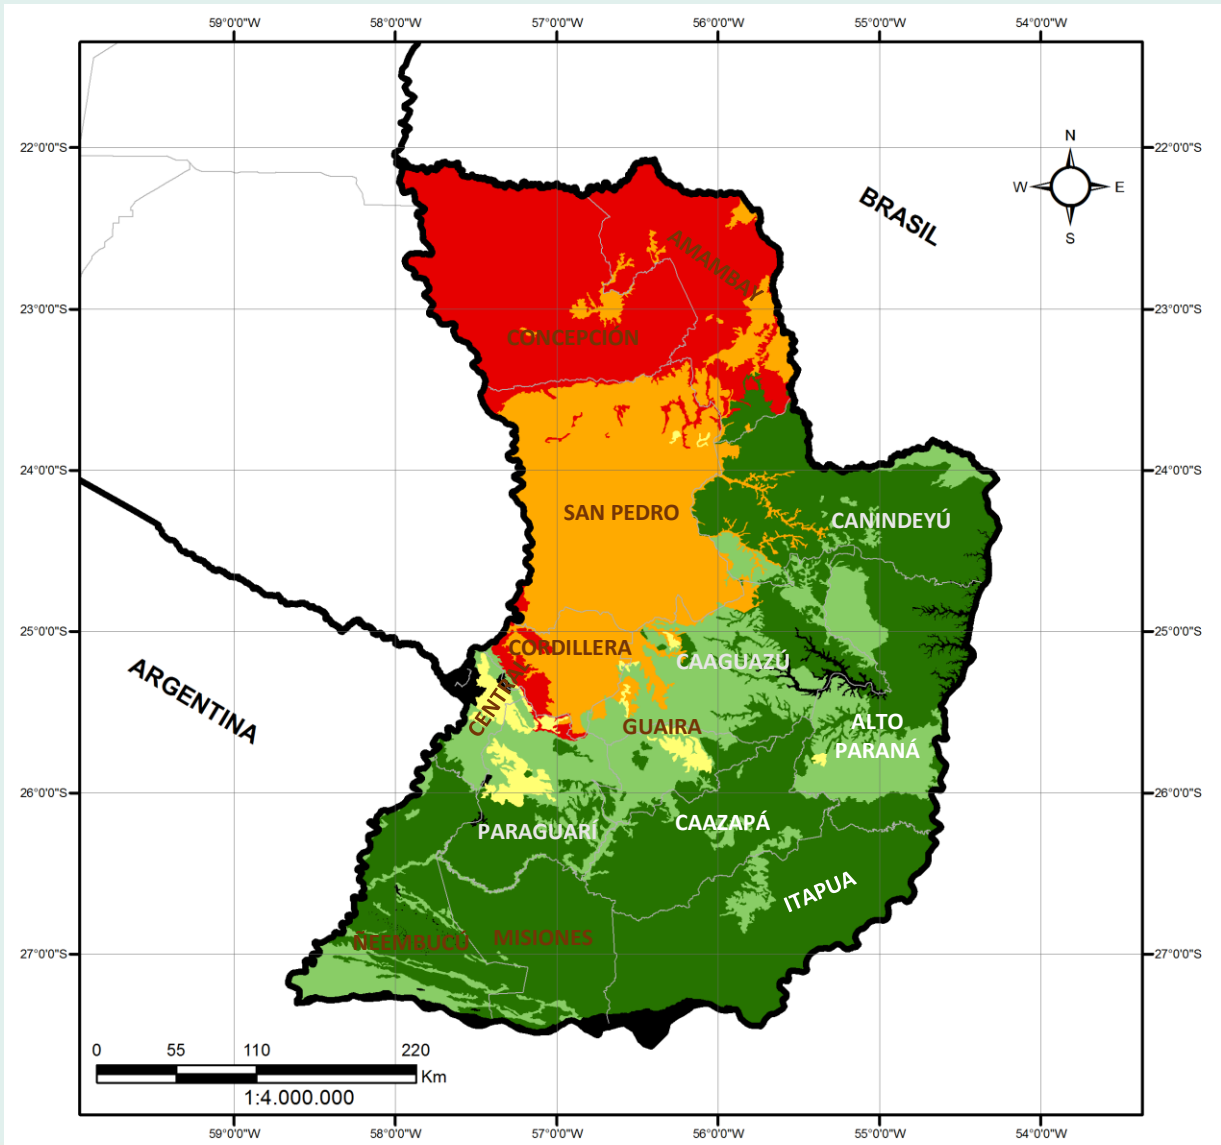 59°0'0"W 58°0'0"W 57°0'0"W 56°0'0"W 55°0'0"W 54°0'0"W
22°0'0"S 22°0'0"S
N
W E
S
BRASIL
AMAMBAY
23°0'0"S 23°0'0"S
CONCEPCIÓN
24°0'0"S 24°0'0"S
SAN PEDRO
CANINDEYÚ
25°0'0"S 25°0'0"S
CORDILLERA
CAAGUAZÚ
ARGENTINA
CENTRAL
GUAIRA
ALTO
PARANÁ
26°0'0"S 26°0'0"S
PARAGUARÍ
CAAZAPÁ
ITAPUA
ÑEEMBUCÚ
MISIONES
27°0'0"S 27°0'0"S
0 55 110 220
Km
1:4.000.000
59°0'0"W 58°0'0"W 57°0'0"W 56°0'0"W 55°0'0"W 54°0'0"W